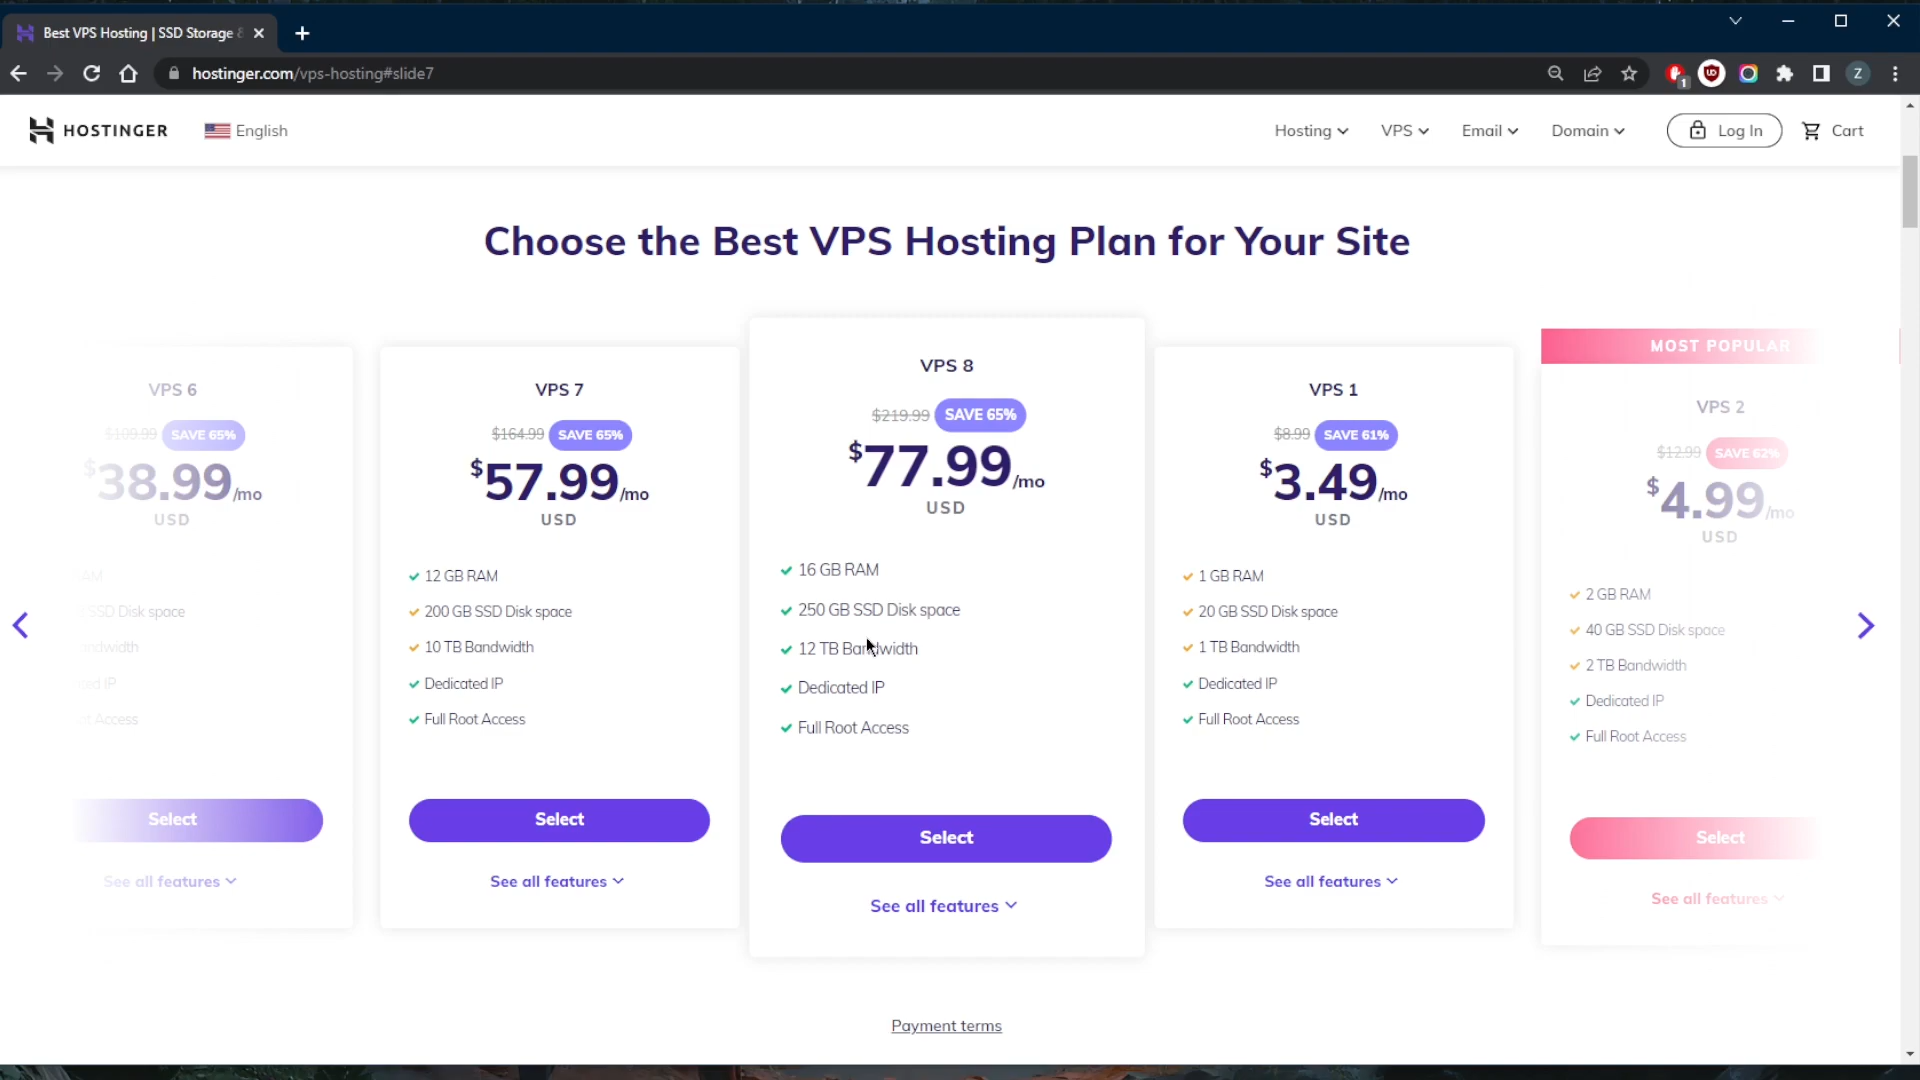 Best VPS Hosting | SSD Storage &
hostinger.com/vps-hosting#slide7
1
Z
HOSTINGER
English
Hosting
VPS
Email
Domain
Log In
Cart
Choose the Best VPS Hosting Plan for Your Site
VPS 6
$109.99 SAVE 65%
$38.99/mo
USD
RAM
SSD Disk space
Select
See all features
VPS 7
$164.99 SAVE 65%
$57.99/mo
USD
12 GB RAM
200 GB SSD Disk space
10 TB Bandwidth
Dedicated IP
Full Root Access
Select
See all features
VPS 8
$219.99 SAVE 65%
$77.99/mo
USD
16 GB RAM
250 GB SSD Disk space
12 TB Bandwidth
Dedicated IP
Full Root Access
Select
See all features
VPS 1
$8.99 SAVE 61%
$3.49/mo
USD
1 GB RAM
20 GB SSD Disk space
1 TB Bandwidth
Dedicated IP
Full Root Access
Select
See all features
MOST POPULAR
VPS 2
$12.99 SAVE 62%
$4.99/mo
USD
2 GB RAM
40 GB SSD Disk space
2 TB Bandwidth
Dedicated IP
Full Root Access
Select
See all features
Payment terms